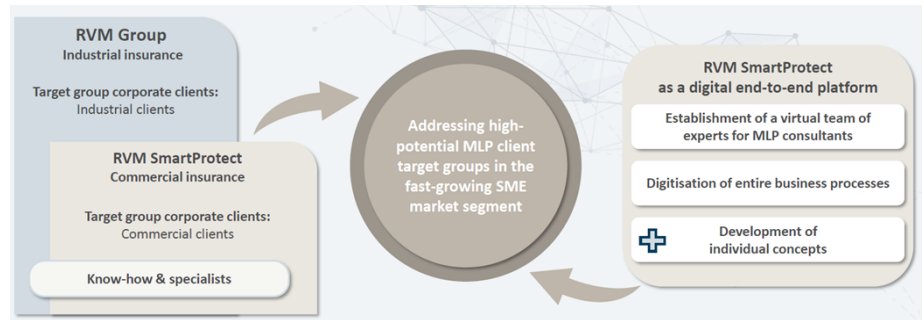 RVM Group
Industrial insurance
Target group corporate clients:
Industrial clients
RVM SmartProtect
Commercial insurance
Target group corporate clients:
Commercial clients
Know-how & specialists
Addressing high-
potential MLP client
target groups in the
fast-growing SME
market segment
RVM SmartProtect
as a digital end-to-end platform
Establishment of a virtual team of
experts for MLP consultants
Digitisation of entire business processes
Development of
individual concepts